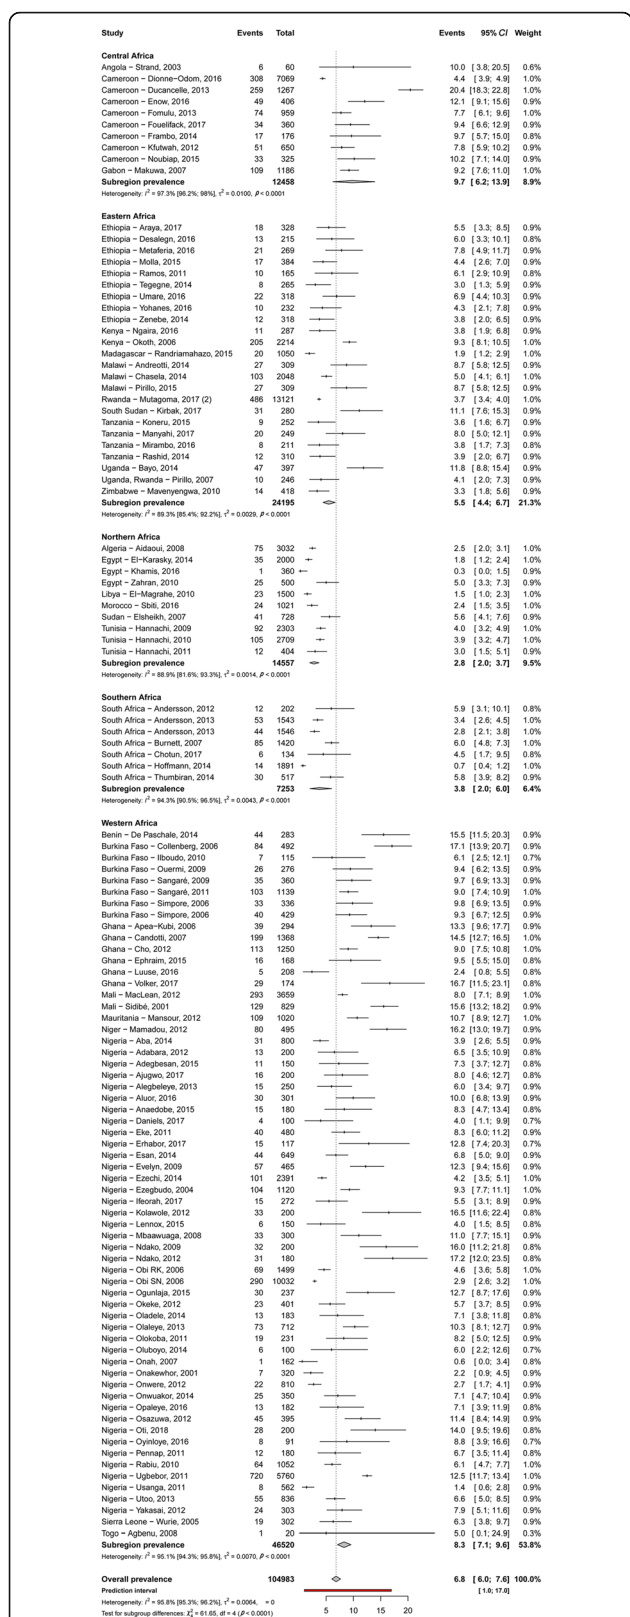 Study Events Total Events 95% CI Weight
Central Africa
Angola − Strand, 2003 6 60 10.0 [ 3.8; 20.5] 0.6%
Cameroon − Dionne−Odom, 2016 308 7069 4.4 [ 3.9; 4.9] 1.0%
Cameroon − Ducancelle, 2013 259 1267 20.4 [18.3; 22.8] 1.0%
Cameroon − Enow, 2016 49 406 12.1 [ 9.1; 15.6] 0.9%
Cameroon − Fomulu, 2013 74 959 7.7 [ 6.1; 9.6] 1.0%
Cameroon − Fouelifack, 2017 34 360 9.4 [ 6.6; 12.9] 0.9%
Cameroon − Frambo, 2014 17 176 9.7 [ 5.7; 15.0] 0.8%
Cameroon − Kfutwah, 2012 51 650 7.8 [ 5.9; 10.2] 0.9%
Cameroon − Noubiap, 2015 33 325 10.2 [ 7.1; 14.0] 0.9%
Gabon − Makuwa, 2007 109 1186 9.2 [ 7.6; 11.0] 1.0%
Subregion prevalence 12458 9.7 [ 6.2; 13.9] 8.9%
Heterogeneity: I² = 97.3% [96.2%; 98%], τ² = 0.0100, P < 0.0001
Eastern Africa
Ethiopia − Araya, 2017 18 328 5.5 [ 3.3; 8.5] 0.9%
Ethiopia − Desalegn, 2016 13 215 6.0 [ 3.3; 10.1] 0.8%
Ethiopia − Metaferia, 2016 21 269 7.8 [ 4.9; 11.7] 0.9%
Ethiopia − Molla, 2015 17 384 4.4 [ 2.6; 7.0] 0.9%
Ethiopia − Ramos, 2011 10 165 6.1 [ 2.9; 10.9] 0.8%
Ethiopia − Tegegne, 2014 8 265 3.0 [ 1.3; 5.9] 0.9%
Ethiopia − Umare, 2016 22 318 6.9 [ 4.4; 10.3] 0.9%
Ethiopia − Yohanes, 2016 10 232 4.3 [ 2.1; 7.8] 0.9%
Ethiopia − Zenebe, 2014 12 318 3.8 [ 2.0; 6.5] 0.9%
Kenya − Ngaira, 2016 11 287 3.8 [ 1.9; 6.8] 0.9%
Kenya − Okoth, 2006 205 2214 9.3 [ 8.1; 10.5] 1.0%
Madagascar − Randriamahazo, 2015 20 1050 1.9 [ 1.2; 2.9] 1.0%
Malawi − Andreotti, 2014 27 309 8.7 [ 5.8; 12.5] 0.9%
Malawi − Chasela, 2014 103 2048 5.0 [ 4.1; 6.1] 1.0%
Malawi − Pirillo, 2015 27 309 8.7 [ 5.8; 12.5] 0.9%
Rwanda − Mutagoma, 2017 (2) 486 13121 3.7 [ 3.4; 4.0] 1.0%
South Sudan − Kirbak, 2017 31 280 11.1 [ 7.6; 15.3] 0.9%
Tanzania − Koneru, 2015 9 252 3.6 [ 1.6; 6.7] 0.9%
Tanzania − Manyahi, 2017 20 249 8.0 [ 5.0; 12.1] 0.9%
Tanzania − Mirambo, 2016 8 211 3.8 [ 1.7; 7.3] 0.8%
Tanzania − Rashid, 2014 12 310 3.9 [ 2.0; 6.7] 0.9%
Uganda − Bayo, 2014 47 397 11.8 [ 8.8; 15.4] 0.9%
Uganda, Rwanda − Pirillo, 2007 10 246 4.1 [ 2.0; 7.3] 0.9%
Zimbabwe − Mavenyengwa, 2010 14 418 3.3 [ 1.8; 5.6] 0.9%
Subregion prevalence 24195 5.5 [ 4.4; 6.7] 21.3%
Heterogeneity: I² = 89.3% [85.4%; 92.2%], τ² = 0.0029, P < 0.0001
Northern Africa
Algeria − Aidaoui, 2008 75 3032 2.5 [ 2.0; 3.1] 1.0%
Egypt − El−Karasky, 2014 35 2000 1.8 [ 1.2; 2.4] 1.0%
Egypt − Khamis, 2016 1 360 0.3 [ 0.0; 1.5] 0.9%
Egypt − Zahran, 2010 25 500 5.0 [ 3.3; 7.3] 0.9%
Libya − El−Magrahe, 2010 23 1500 1.5 [ 1.0; 2.3] 1.0%
Morocco − Sbiti, 2016 24 1021 2.4 [ 1.5; 3.5] 1.0%
Sudan − Elsheikh, 2007 41 728 5.6 [ 4.1; 7.6] 0.9%
Tunisia − Hannachi, 2009 92 2303 4.0 [ 3.2; 4.9] 1.0%
Tunisia − Hannachi, 2010 105 2709 3.9 [ 3.2; 4.7] 1.0%
Tunisia − Hannachi, 2011 12 404 3.0 [ 1.5; 5.1] 0.9%
Subregion prevalence 14557 2.8 [ 2.0; 3.7] 9.5%
Heterogeneity: I² = 88.9% [81.6%; 93.3%], τ² = 0.0014, P < 0.0001
Southern Africa
South Africa − Andersson, 2012 12 202 5.9 [ 3.1; 10.1] 0.8%
South Africa − Andersson, 2013 53 1543 3.4 [ 2.6; 4.5] 1.0%
South Africa − Andersson, 2013 44 1546 2.8 [ 2.1; 3.8] 1.0%
South Africa − Burnett, 2007 85 1420 6.0 [ 4.8; 7.3] 1.0%
South Africa − Chotun, 2017 6 134 4.5 [ 1.7; 9.5] 0.8%
South Africa − Hoffmann, 2014 14 1891 0.7 [ 0.4; 1.2] 1.0%
South Africa − Thumbiran, 2014 30 517 5.8 [ 3.9; 8.2] 0.9%
Subregion prevalence 7253 3.8 [ 2.0; 6.0] 6.4%
Heterogeneity: I² = 94.3% [90.5%; 96.5%], τ² = 0.0043, P < 0.0001
Western Africa
Benin − De Paschale, 2014 44 283 15.5 [11.5; 20.3] 0.9%
Burkina Faso − Collenberg, 2006 84 492 17.1 [13.9; 20.7] 0.9%
Burkina Faso − Ilboudo, 2010 7 115 6.1 [ 2.5; 12.1] 0.7%
Burkina Faso − Ouermi, 2009 26 276 9.4 [ 6.2; 13.5] 0.9%
Burkina Faso − Sangaré, 2009 35 360 9.7 [ 6.9; 13.3] 0.9%
Burkina Faso − Sangaré, 2011 103 1139 9.0 [ 7.4; 10.9] 1.0%
Burkina Faso − Simpore, 2006 33 336 9.8 [ 6.9; 13.5] 0.9%
Burkina Faso − Simpore, 2006 40 429 9.3 [ 6.7; 12.5] 0.9%
Ghana − Apea−Kubi, 2006 39 294 13.3 [ 9.6; 17.7] 0.9%
Ghana − Candotti, 2007 199 1368 14.5 [12.7; 16.5] 1.0%
Ghana − Cho, 2012 113 1250 9.0 [ 7.5; 10.8] 1.0%
Ghana − Ephraim, 2015 16 168 9.5 [ 5.5; 15.0] 0.8%
Ghana − Luuse, 2016 5 208 2.4 [ 0.8; 5.5] 0.8%
Ghana − Volker, 2017 29 174 16.7 [11.5; 23.1] 0.8%
Mali − MacLean, 2012 293 3659 8.0 [ 7.1; 8.9] 1.0%
Mali − Sidibé, 2001 129 829 15.6 [13.2; 18.2] 1.0%
Mauritania − Mansour, 2012 109 1020 10.7 [ 8.9; 12.7] 1.0%
Niger − Mamadou, 2012 80 495 16.2 [13.0; 19.7] 0.9%
Nigeria − Aba, 2014 31 800 3.9 [ 2.6; 5.5] 0.9%
Nigeria − Adabara, 2012 13 200 6.5 [ 3.5; 10.9] 0.8%
Nigeria − Adegbesan, 2015 11 150 7.3 [ 3.7; 12.7] 0.8%
Nigeria − Ajugwo, 2017 16 200 8.0 [ 4.6; 12.7] 0.8%
Nigeria − Alegbeleye, 2013 15 250 6.0 [ 3.4; 9.7] 0.9%
Nigeria − Aluor, 2016 30 301 10.0 [ 6.8; 13.9] 0.9%
Nigeria − Anaedobe, 2015 15 180 8.3 [ 4.7; 13.4] 0.8%
Nigeria − Daniels, 2017 4 100 4.0 [ 1.1; 9.9] 0.7%
Nigeria − Eke, 2011 40 480 8.3 [ 6.0; 11.2] 0.9%
Nigeria − Erhabor, 2017 15 117 12.8 [ 7.4; 20.3] 0.7%
Nigeria − Esan, 2014 44 649 6.8 [ 5.0; 9.0] 0.9%
Nigeria − Evelyn, 2009 57 465 12.3 [ 9.4; 15.6] 0.9%
Nigeria − Ezechi, 2014 101 2391 4.2 [ 3.5; 5.1] 1.0%
Nigeria − Ezegbudo, 2004 104 1120 9.3 [ 7.7; 11.1] 1.0%
Nigeria − Ifeorah, 2017 15 272 5.5 [ 3.1; 8.9] 0.9%
Nigeria − Kolawole, 2012 33 200 16.5 [11.6; 22.4] 0.8%
Nigeria − Lennox, 2015 6 150 4.0 [ 1.5; 8.5] 0.8%
Nigeria − Mbaawuaga, 2008 33 300 11.0 [ 7.7; 15.1] 0.9%
Nigeria − Ndako, 2009 32 200 16.0 [11.2; 21.8] 0.8%
Nigeria − Ndako, 2012 31 180 17.2 [12.0; 23.5] 0.8%
Nigeria − Obi RK, 2006 69 1499 4.6 [ 3.6; 5.8] 1.0%
Nigeria − Obi SN, 2006 290 10032 2.9 [ 2.6; 3.2] 1.0%
Nigeria − Ogunlaja, 2015 30 237 12.7 [ 8.7; 17.6] 0.9%
Nigeria − Okeke, 2012 23 401 5.7 [ 3.7; 8.5] 0.9%
Nigeria − Oladele, 2014 13 183 7.1 [ 3.8; 11.8] 0.8%
Nigeria − Olaleye, 2013 73 712 10.3 [ 8.1; 12.7] 0.9%
Nigeria − Olokoba, 2011 19 231 8.2 [ 5.0; 12.5] 0.9%
Nigeria − Oluboyo, 2014 6 100 6.0 [ 2.2; 12.6] 0.7%
Nigeria − Onah, 2007 1 162 0.6 [ 0.0; 3.4] 0.8%
Nigeria − Onakewhor, 2001 7 320 2.2 [ 0.9; 4.5] 0.9%
Nigeria − Onwere, 2012 22 810 2.7 [ 1.7; 4.1] 0.9%
Nigeria − Onwuakor, 2014 25 350 7.1 [ 4.7; 10.4] 0.9%
Nigeria − Opaleye, 2016 13 182 7.1 [ 3.9; 11.9] 0.8%
Nigeria − Osazuwa, 2012 45 395 11.4 [ 8.4; 14.9] 0.9%
Nigeria − Oti, 2018 28 200 14.0 [ 9.5; 19.6] 0.8%
Nigeria − Oyinloye, 2016 8 91 8.8 [ 3.9; 16.6] 0.7%
Nigeria − Pennap, 2011 12 180 6.7 [ 3.5; 11.4] 0.8%
Nigeria − Rabiu, 2010 64 1052 6.1 [ 4.7; 7.7] 1.0%
Nigeria − Ugbebor, 2011 720 5760 12.5 [11.7; 13.4] 1.0%
Nigeria − Usanga, 2011 8 562 1.4 [ 0.6; 2.8] 0.9%
Nigeria − Utoo, 2013 55 836 6.6 [ 5.0; 8.5] 1.0%
Nigeria − Yakasai, 2012 24 303 7.9 [ 5.1; 11.6] 0.9%
Sierra Leone − Wurie, 2005 19 302 6.3 [ 3.8; 9.7] 0.9%
Togo − Agbenu, 2008 1 20 5.0 [ 0.1; 24.9] 0.3%
Subregion prevalence 46520 8.3 [ 7.1; 9.6] 53.8%
Heterogeneity: I² = 95.1% [94.3%; 95.8%], τ² = 0.0070, P < 0.0001
Overall prevalence 104983 6.8 [ 6.0; 7.6] 100.0%
Prediction interval [ 1.0; 17.0]
Heterogeneity: I² = 95.8% [95.3%; 96.2%], τ² = 0.0064, = 0
Test for subgroup differences: χ²₄ = 61.65, df = 4 (P < 0.0001)
5 10 15 20